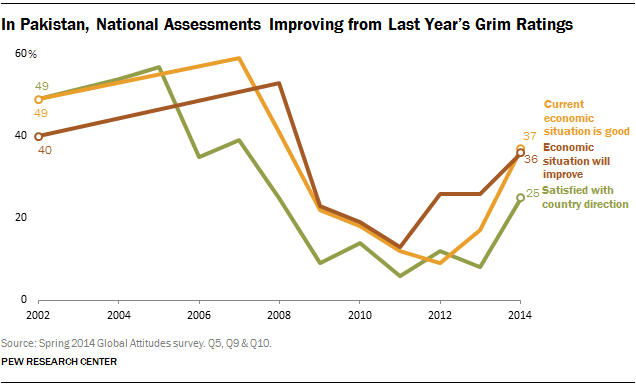 In Pakistan, National Assessments Improving from Last Year's Grim Ratings
60%
49
49
40
40
20
0
2002
2004
2006
2008
2010
2012
2014
37
Current
economic
situation is good
36
Economic
situation will
improve
25
Satisfied with
country direction
Source: Spring 2014 Global Attitudes survey. Q5, Q9 & Q10.
PEW RESEARCH CENTER